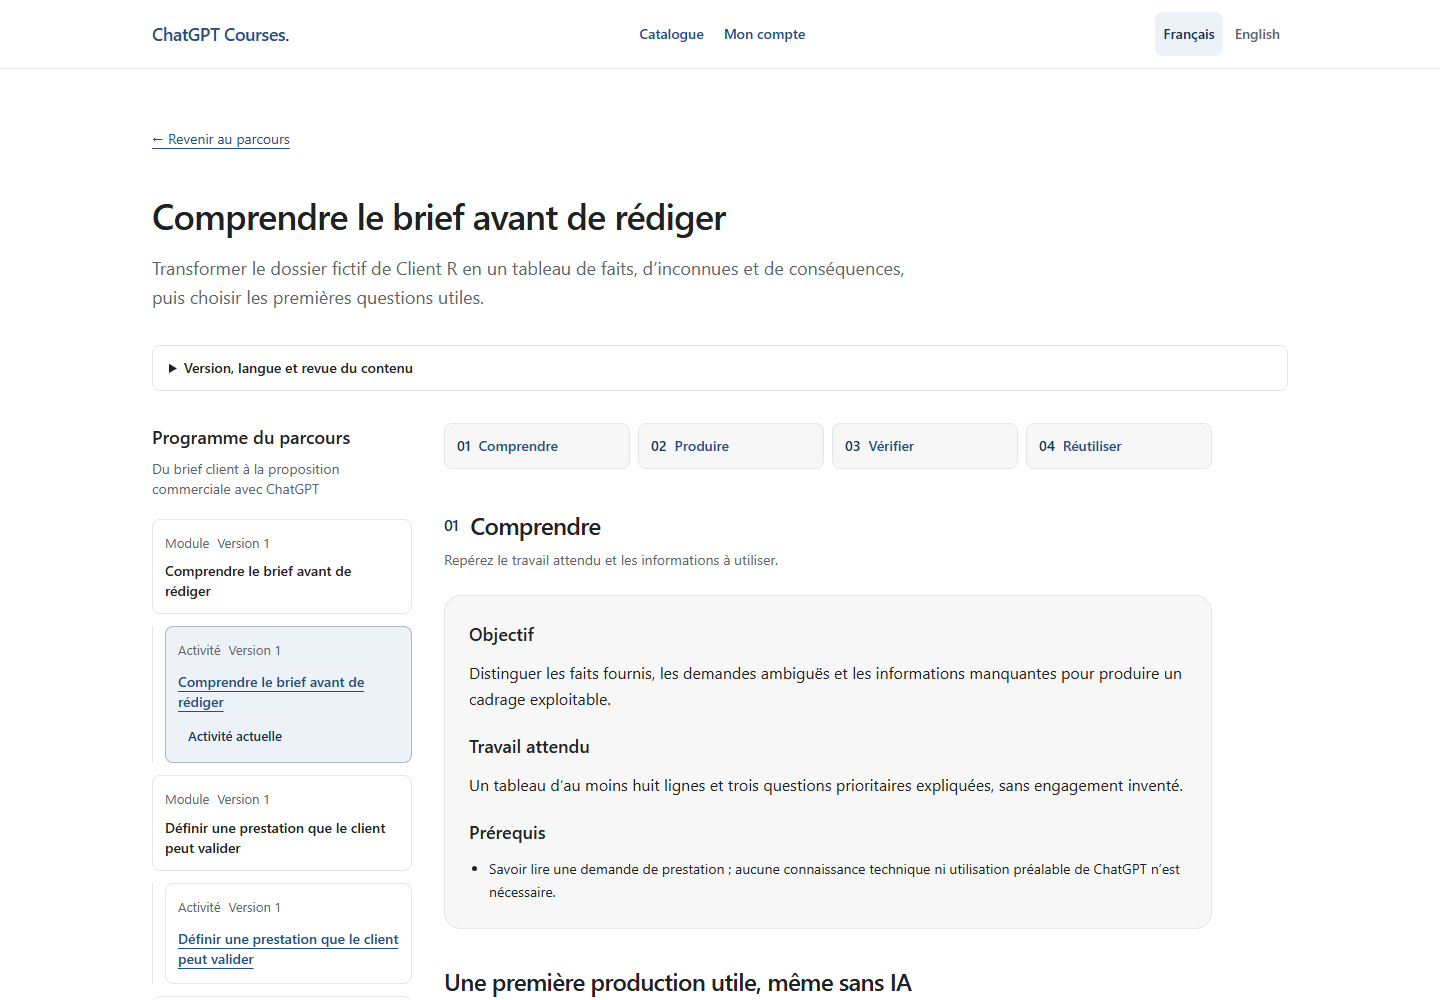 ChatGPT Courses.
Catalogue
Mon compte
Français
English
← Revenir au parcours
Comprendre le brief avant de rédiger
Transformer le dossier fictif de Client R en un tableau de faits, d’inconnues et de conséquences,
puis choisir les premières questions utiles.
▶ Version, langue et revue du contenu
Programme du parcours
Du brief client à la proposition
commerciale avec ChatGPT
Module Version 1
Comprendre le brief avant de
rédiger
Activité Version 1
Comprendre le brief avant de
rédiger
Activité actuelle
Module Version 1
Définir une prestation que le client
peut valider
Activité Version 1
Définir une prestation que le client
peut valider
01 Comprendre
02 Produire
03 Vérifier
04 Réutiliser
01 Comprendre
Repérez le travail attendu et les informations à utiliser.
Objectif
Distinguer les faits fournis, les demandes ambiguës et les informations manquantes pour produire un
cadrage exploitable.
Travail attendu
Un tableau d’au moins huit lignes et trois questions prioritaires expliquées, sans engagement inventé.
Prérequis
• Savoir lire une demande de prestation ; aucune connaissance technique ni utilisation préalable de ChatGPT n’est
nécessaire.
Une première production utile, même sans IA